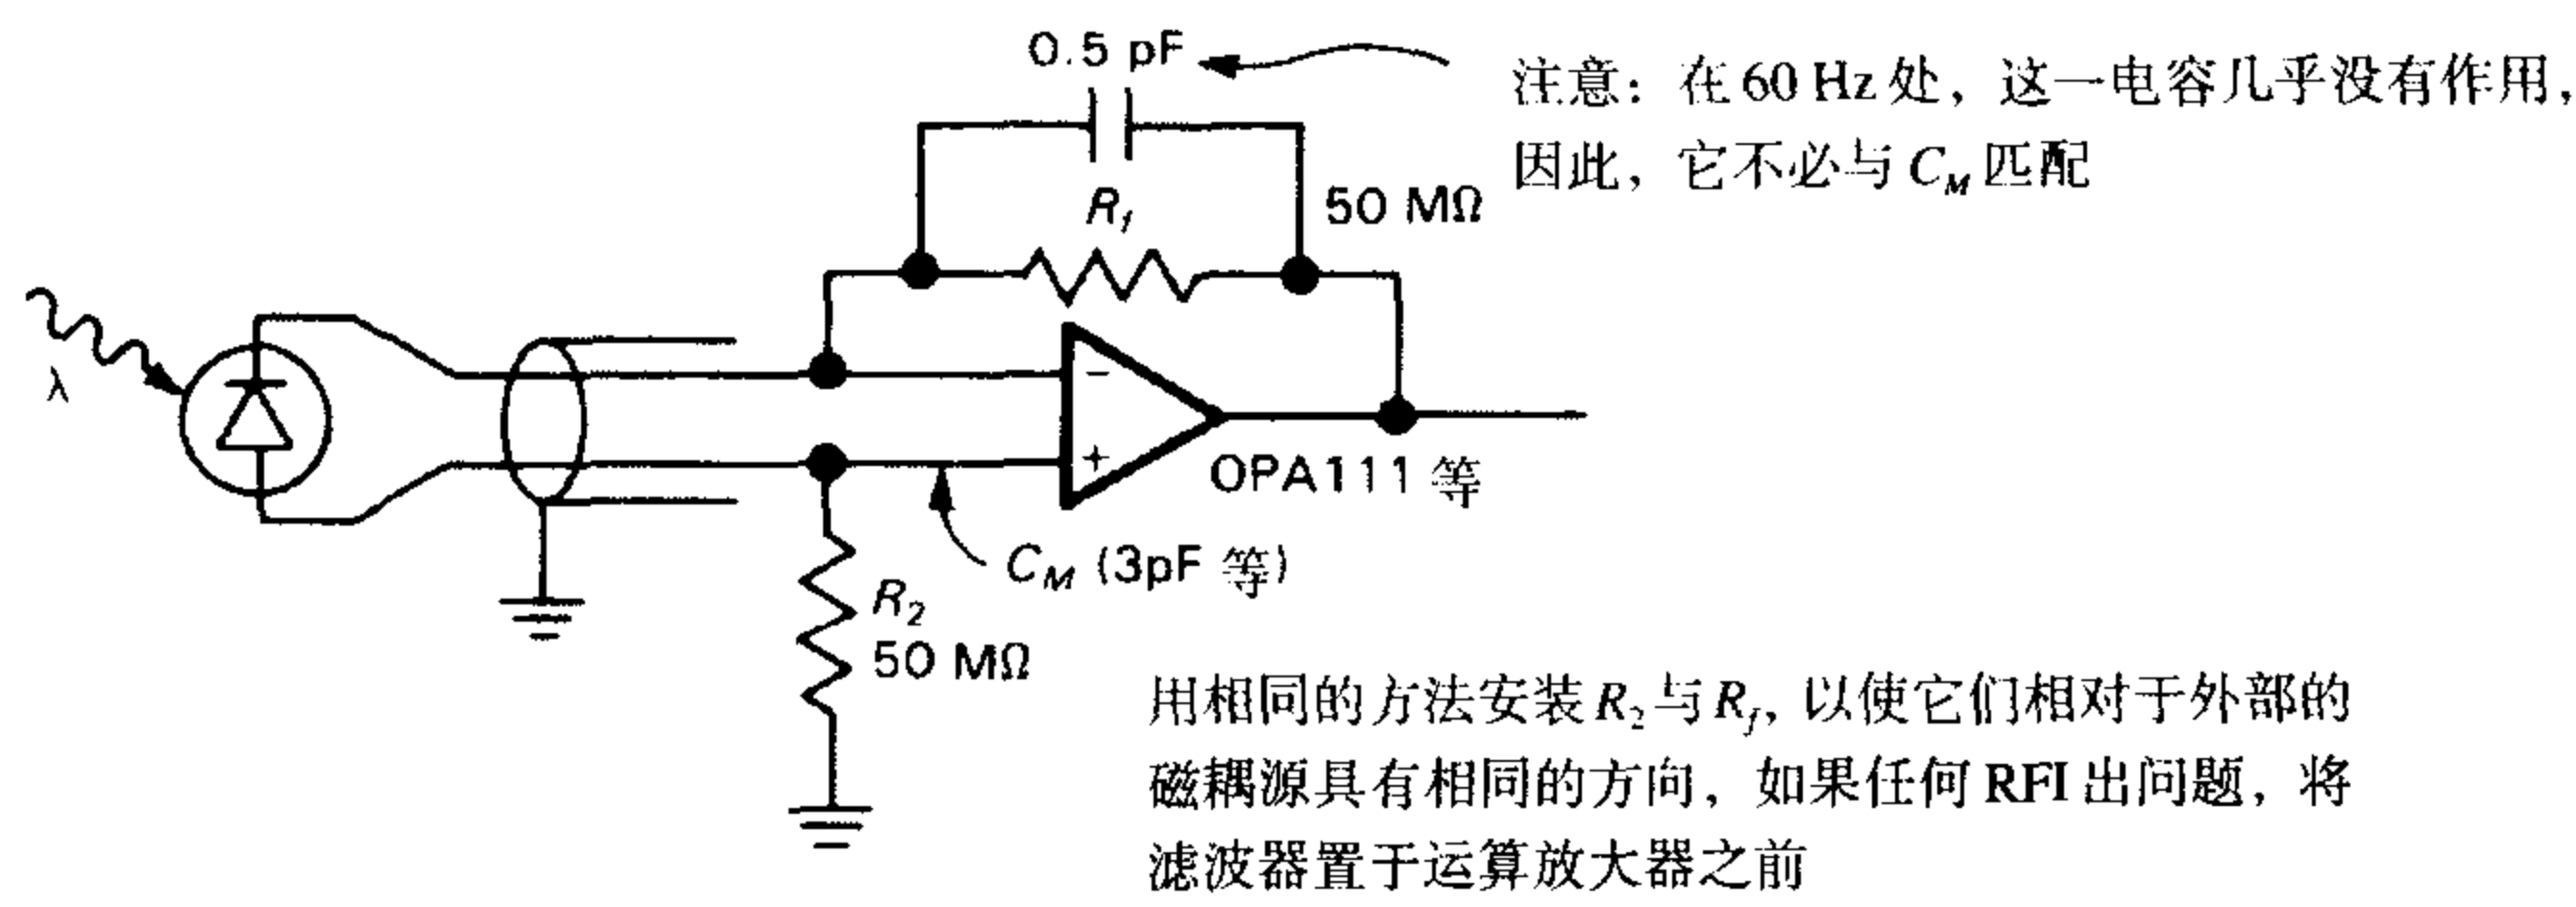 0.5 pF
注意：在 60 Hz 处，这一电容几乎没有作用，
因此，它不必与 C_M 匹配
R_f
50 MΩ
λ
−
+
OPA111 等
C_M (3pF 等)
R_2
50 MΩ
用相同的方法安装 R_2 与 R_f, 以使它们相对于外部的
磁耦源具有相同的方向，如果任何 RFI 出问题，将
滤波器置于运算放大器之前